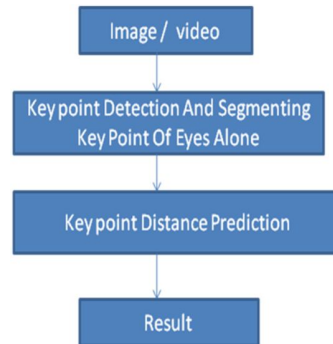 Image / video
Key point Detection And Segmenting
Key Point Of Eyes Alone
Key point Distance Prediction
Result